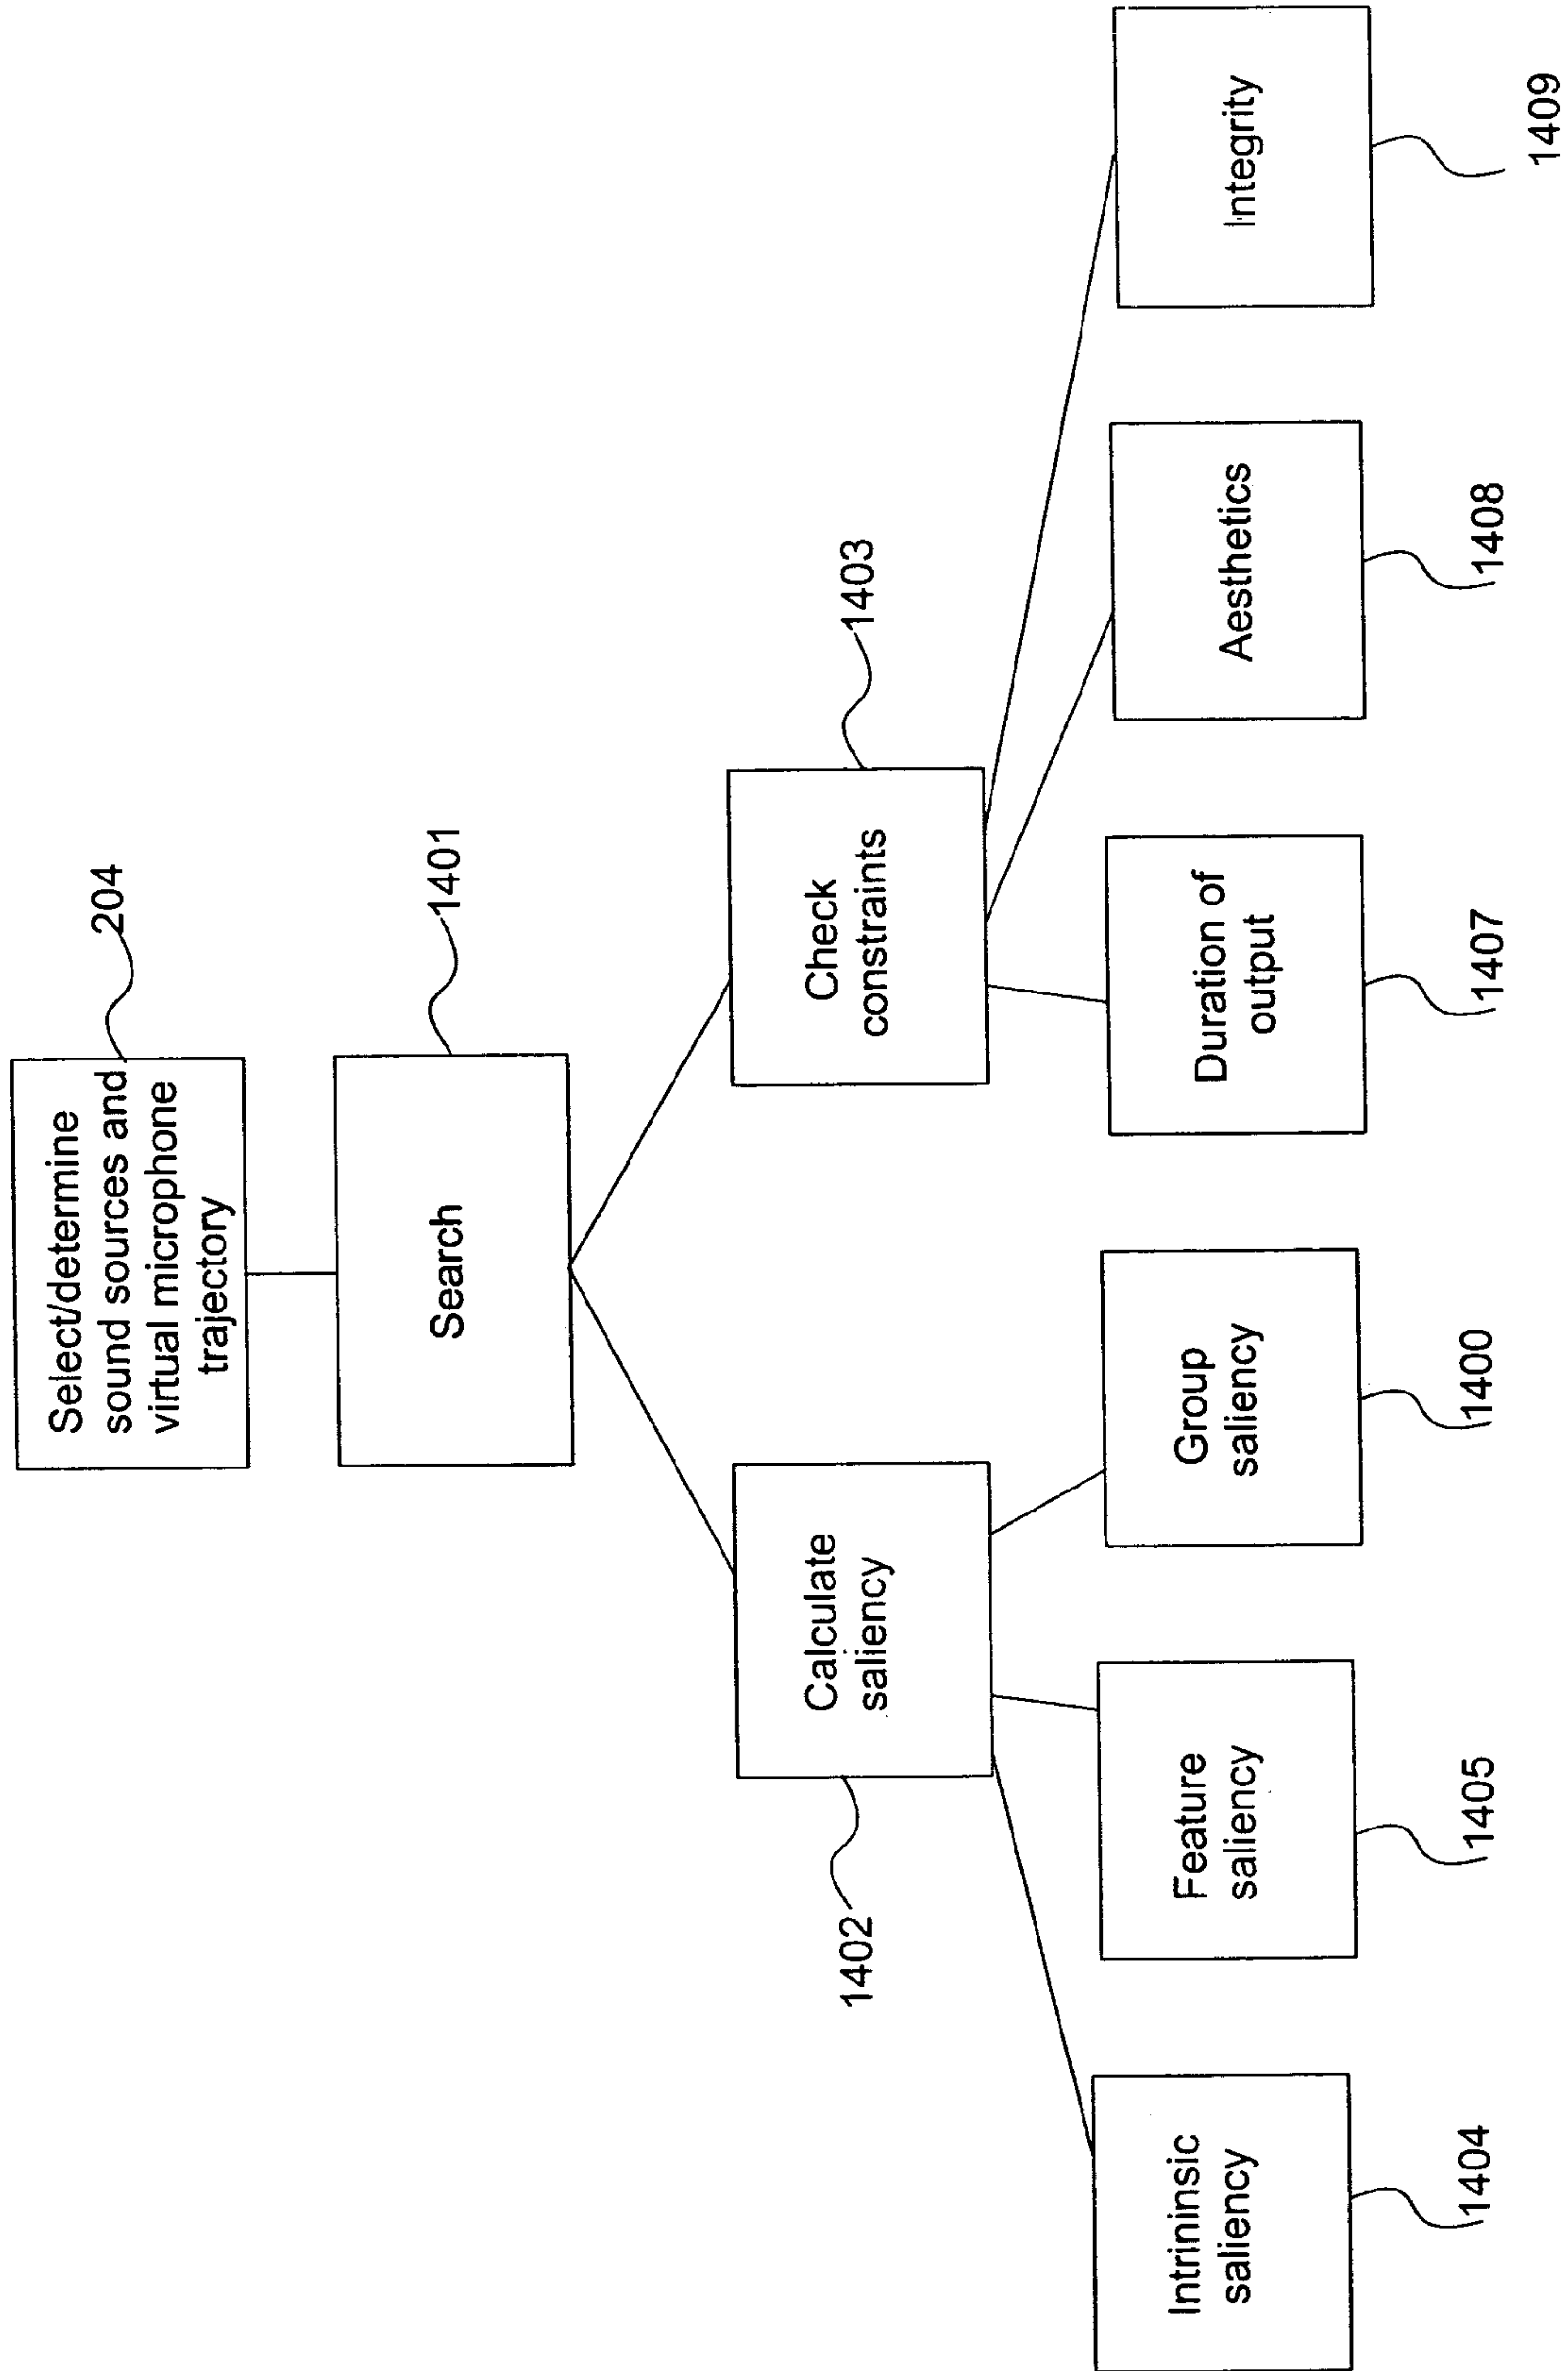 Select/determine
sound sources and
virtual microphone
trajectory
204
Search
1401
Calculate
saliency
1402
Check
constraints
1403
Intrininsic
saliency
1404
Feature
saliency
1405
Group
saliency
1400
Duration of
output
1407
Aesthetics
1408
Integrity
1409